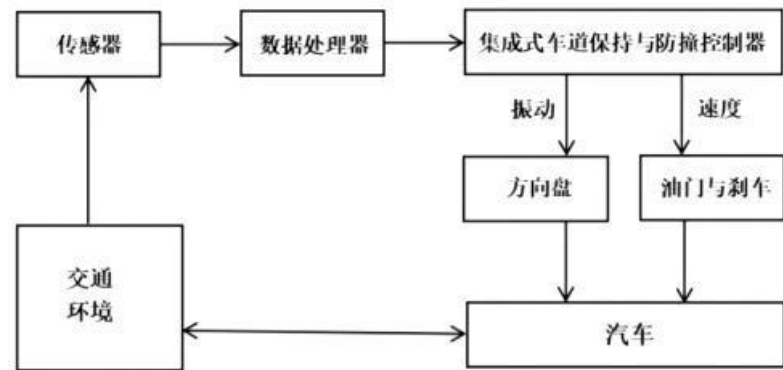 传感器
数据处理器
集成式车道保持与防撞控制器
振动
速度
方向盘
油门与刹车
交通
环境
汽车